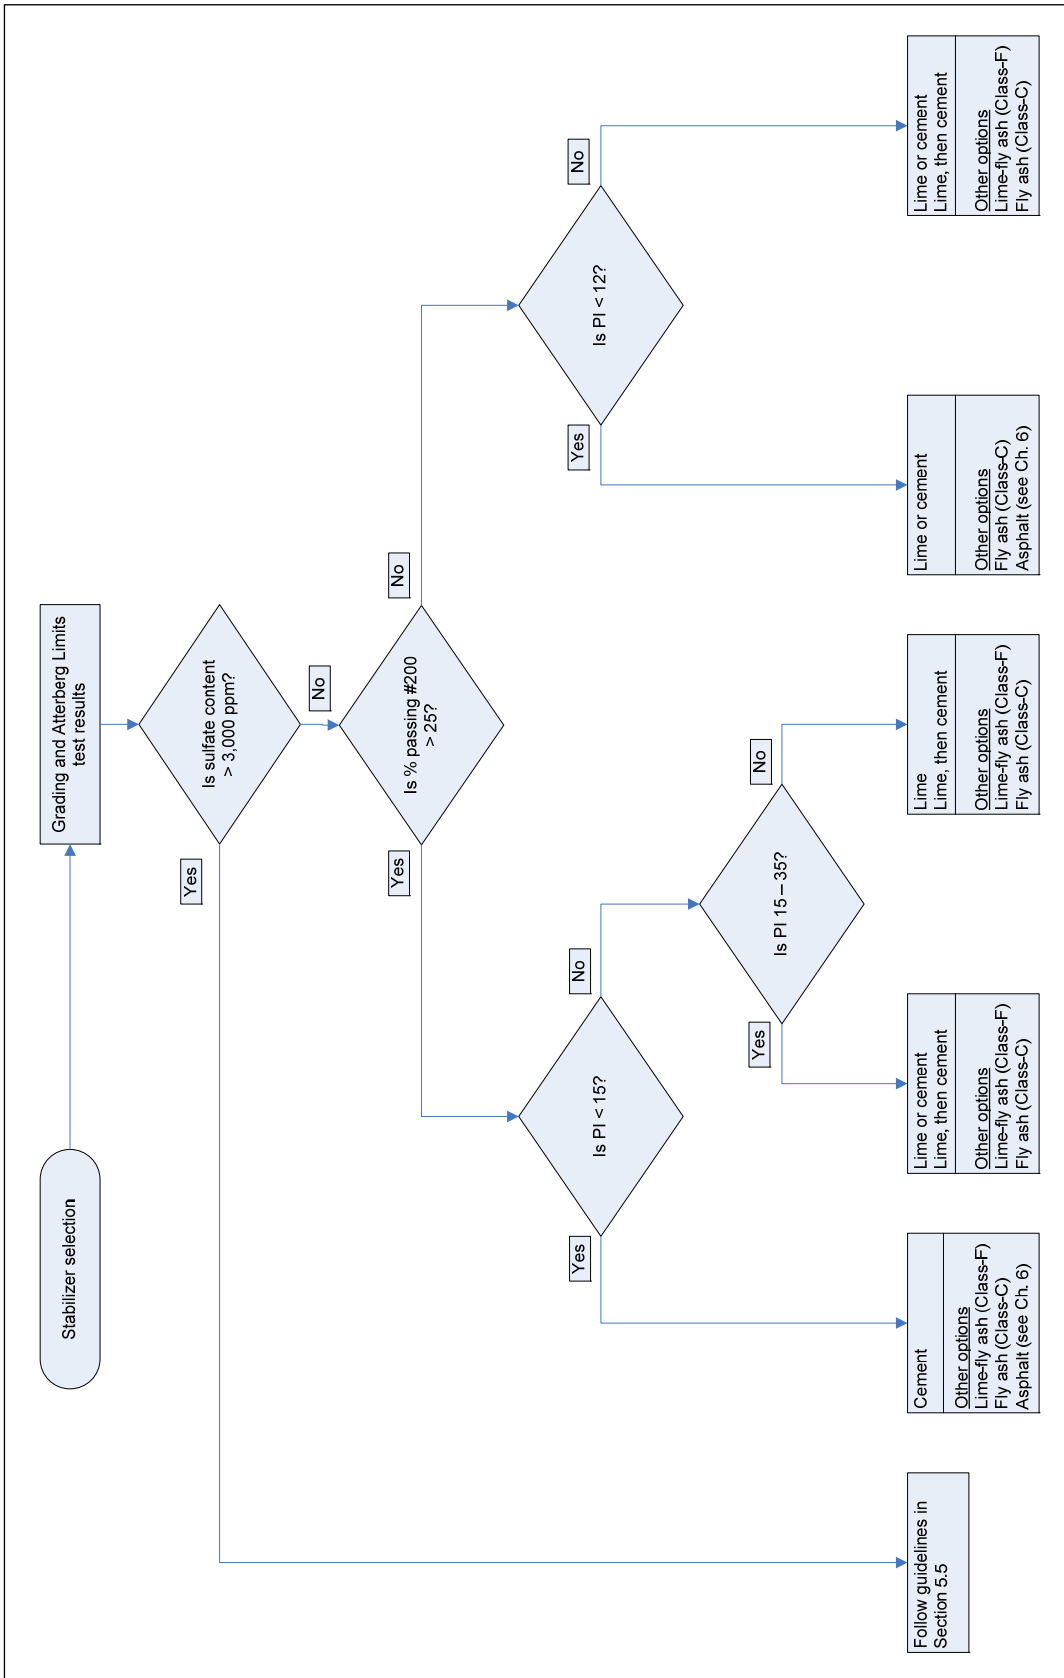 Stabilizer selection
Grading and Atterberg Limits
test results
Is sulfate content
> 3,000 ppm?
Yes
No
Is % passing #200
> 25?
Yes
No
Is PI < 15?
Yes
No
Is PI 15 – 35?
Yes
No
Is PI < 12?
Yes
No
Follow guidelines in
Section 5.5
Cement
Other options
Lime-fly ash (Class-F)
Fly ash (Class-C)
Asphalt (see Ch. 6)
Lime or cement
Lime, then cement
Other options
Lime-fly ash (Class-F)
Fly ash (Class-C)
Lime
Lime, then cement
Other options
Lime-fly ash (Class-F)
Fly ash (Class-C)
Lime or cement
Other options
Fly ash (Class-C)
Asphalt (see Ch. 6)
Lime or cement
Lime, then cement
Other options
Lime-fly ash (Class-F)
Fly ash (Class-C)